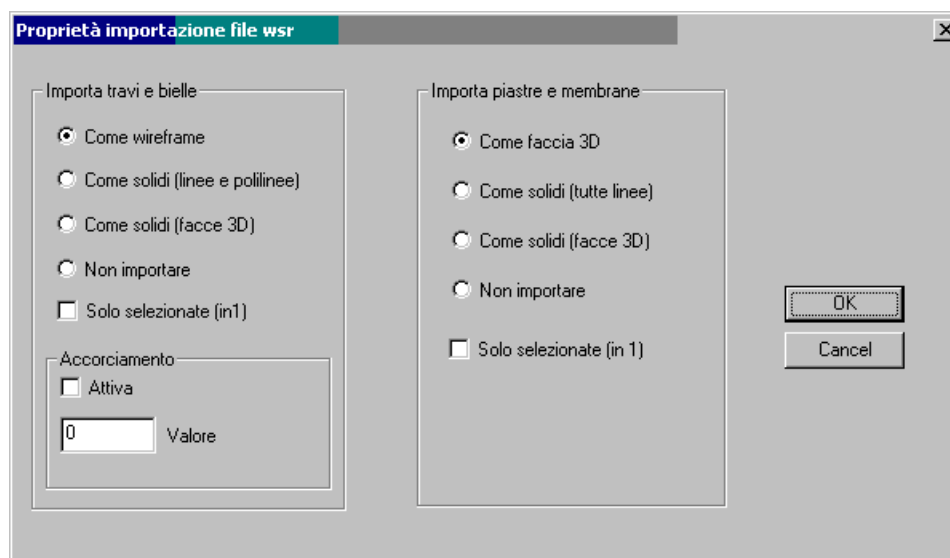 Proprietà importazione file wsr
Importa travi e bielle
Come wireframe
Come solidi (linee e polilinee)
Come solidi (facce 3D)
Non importare
Solo selezionate (in1)
Accorciamento
Attiva
0
Valore
Importa piastre e membrane
Come faccia 3D
Come solidi (tutte linee)
Come solidi (facce 3D)
Non importare
Solo selezionate (in 1)
OK
Cancel